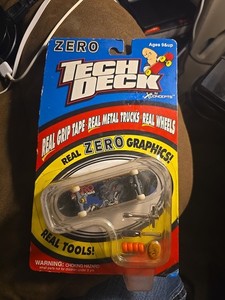 ZERO
Ages 5&up
TECH
DECK
X CONCEPTS
REAL GRIP TAPE REAL METAL TRUCKS REAL WHEELS
REAL ZERO GRAPHICS!
REAL TOOLS!
WARNING: CHOKING HAZARD